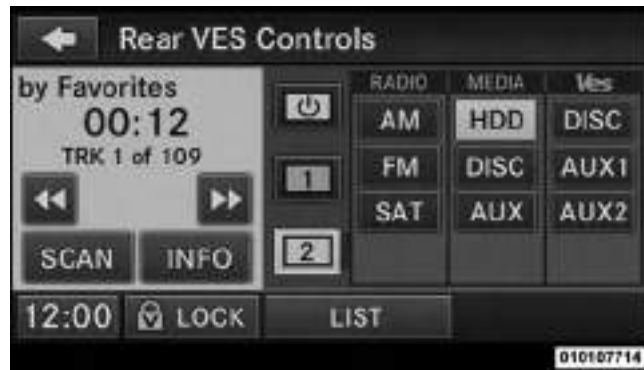 Rear VES Controls
by Favorites
00:12
TRK 1 of 109
SCAN INFO
1
2
RADIO MEDIA Ves
AM HDD DISC
FM DISC AUX1
SAT AUX AUX2
12:00 LOCK LIST
010107714